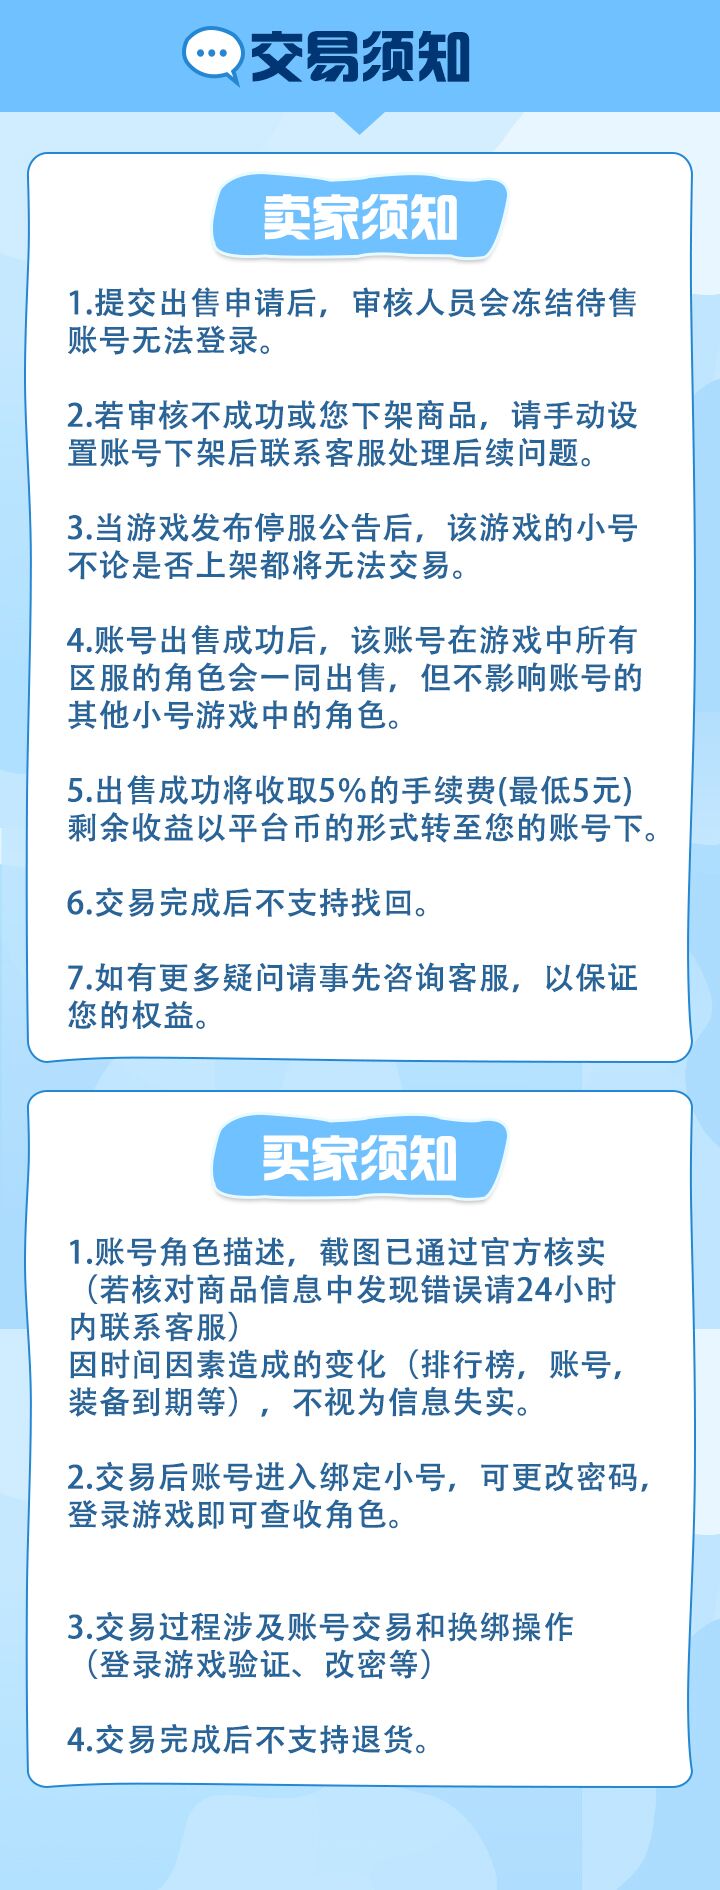 交易须知
卖家须知
1.提交出售申请后，审核人员会冻结待售
账号无法登录。
2.若审核不成功或您下架商品，请手动设
置账号下架后联系客服处理后续问题。
3.当游戏发布停服公告后，该游戏的小号
不论是否上架都将无法交易。
4.账号出售成功后，该账号在游戏中所有
区服的角色会一同出售，但不影响账号的
其他小号游戏中的角色。
5.出售成功将收取5%的手续费(最低5元)
剩余收益以平台币的形式转至您的账号下。
6.交易完成后不支持找回。
7.如有更多疑问请事先咨询客服，以保证
您的权益。
买家须知
1.账号角色描述，截图已通过官方核实
（若核对商品信息中发现错误请24小时
内联系客服）
因时间因素造成的变化（排行榜，账号，
装备到期等），不视为信息失实。
2.交易后账号进入绑定小号，可更改密码，
登录游戏即可查收角色。
3.交易过程涉及账号交易和换绑操作
（登录游戏验证、改密等）
4.交易完成后不支持退货。